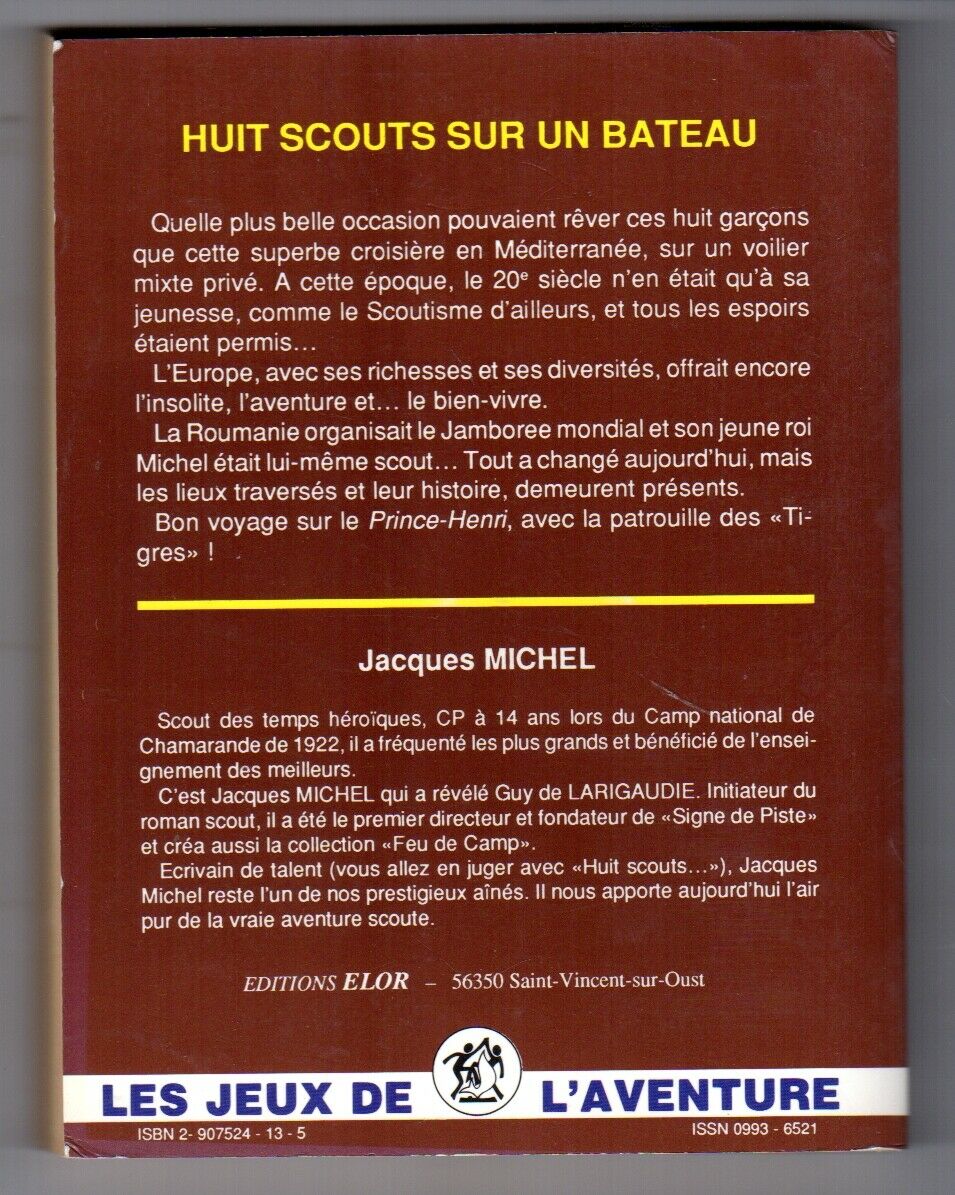 HUIT SCOUTS SUR UN BATEAU
Quelle plus belle occasion pouvaient rêver ces huit garçons
que cette superbe croisière en Méditerranée, sur un voilier
mixte privé. A cette époque, le 20e siècle n'en était qu'à sa
jeunesse, comme le Scoutisme d'ailleurs, et tous les espoirs
étaient permis...
L'Europe, avec ses richesses et ses diversités, offrait encore
l'insolite, l'aventure et... le bien-vivre.
La Roumanie organisait le Jamboree mondial et son jeune roi
Michel était lui-même scout... Tout a changé aujourd'hui, mais
les lieux traversés et leur histoire, demeurent présents.
Bon voyage sur le Prince-Henri, avec la patrouille des «Ti-
gres» !
Jacques MICHEL
Scout des temps héroïques, CP à 14 ans lors du Camp national de
Chamarande de 1922, il a fréquenté les plus grands et bénéficié de l'ensei-
gnement des meilleurs.
C'est Jacques MICHEL qui a révélé Guy de LARIGAUDIE. Initiateur du
roman scout, il a été le premier directeur et fondateur de «Signe de Piste»
et créa aussi la collection «Feu de Camp».
Ecrivain de talent (vous allez en juger avec «Huit scouts...»), Jacques
Michel reste l'un de nos prestigieux aînés. Il nous apporte aujourd'hui l'air
pur de la vraie aventure scoute.
EDITIONS ELOR – 56350 Saint-Vincent-sur-Oust
LES JEUX DE L'AVENTURE
ISBN 2- 907524 - 13 - 5 ISSN 0993 - 6521